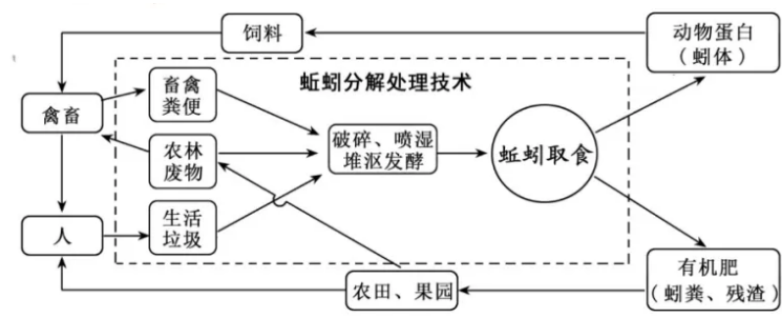 饲料
动物蛋白
（蚓体）
蚯蚓分解处理技术
畜禽
粪便
禽畜
农林
废物
破碎、喷湿
堆沤发酵
蚯蚓取食
生活
垃圾
人
有机肥
（蚓粪、残渣）
农田、果园